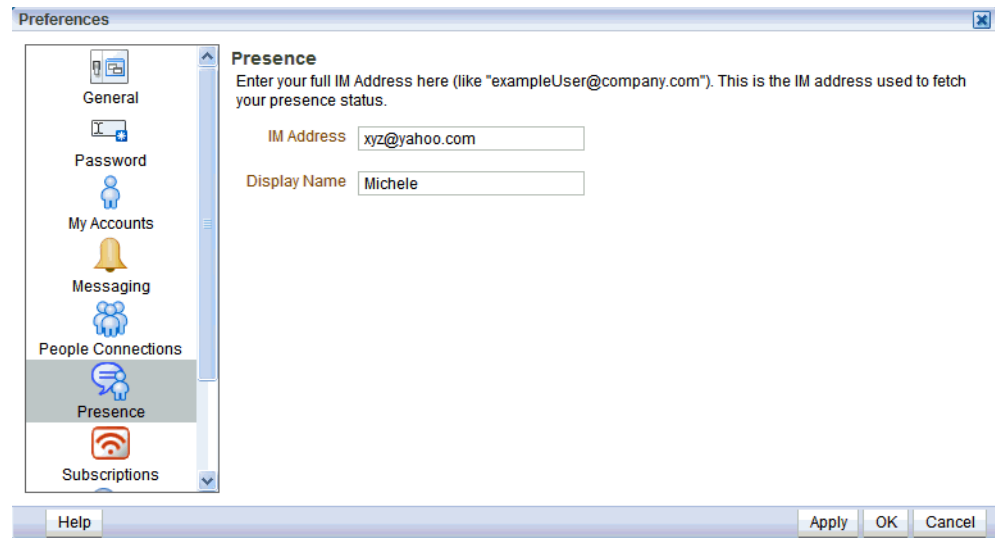 Preferences
General
Password
My Accounts
Messaging
People Connections
Presence
Subscriptions
Presence
Enter your full IM Address here (like "exampleUser@company.com"). This is the IM address used to fetch
your presence status.
IM Address xyz@yahoo.com
Display Name Michele
Help Apply OK Cancel